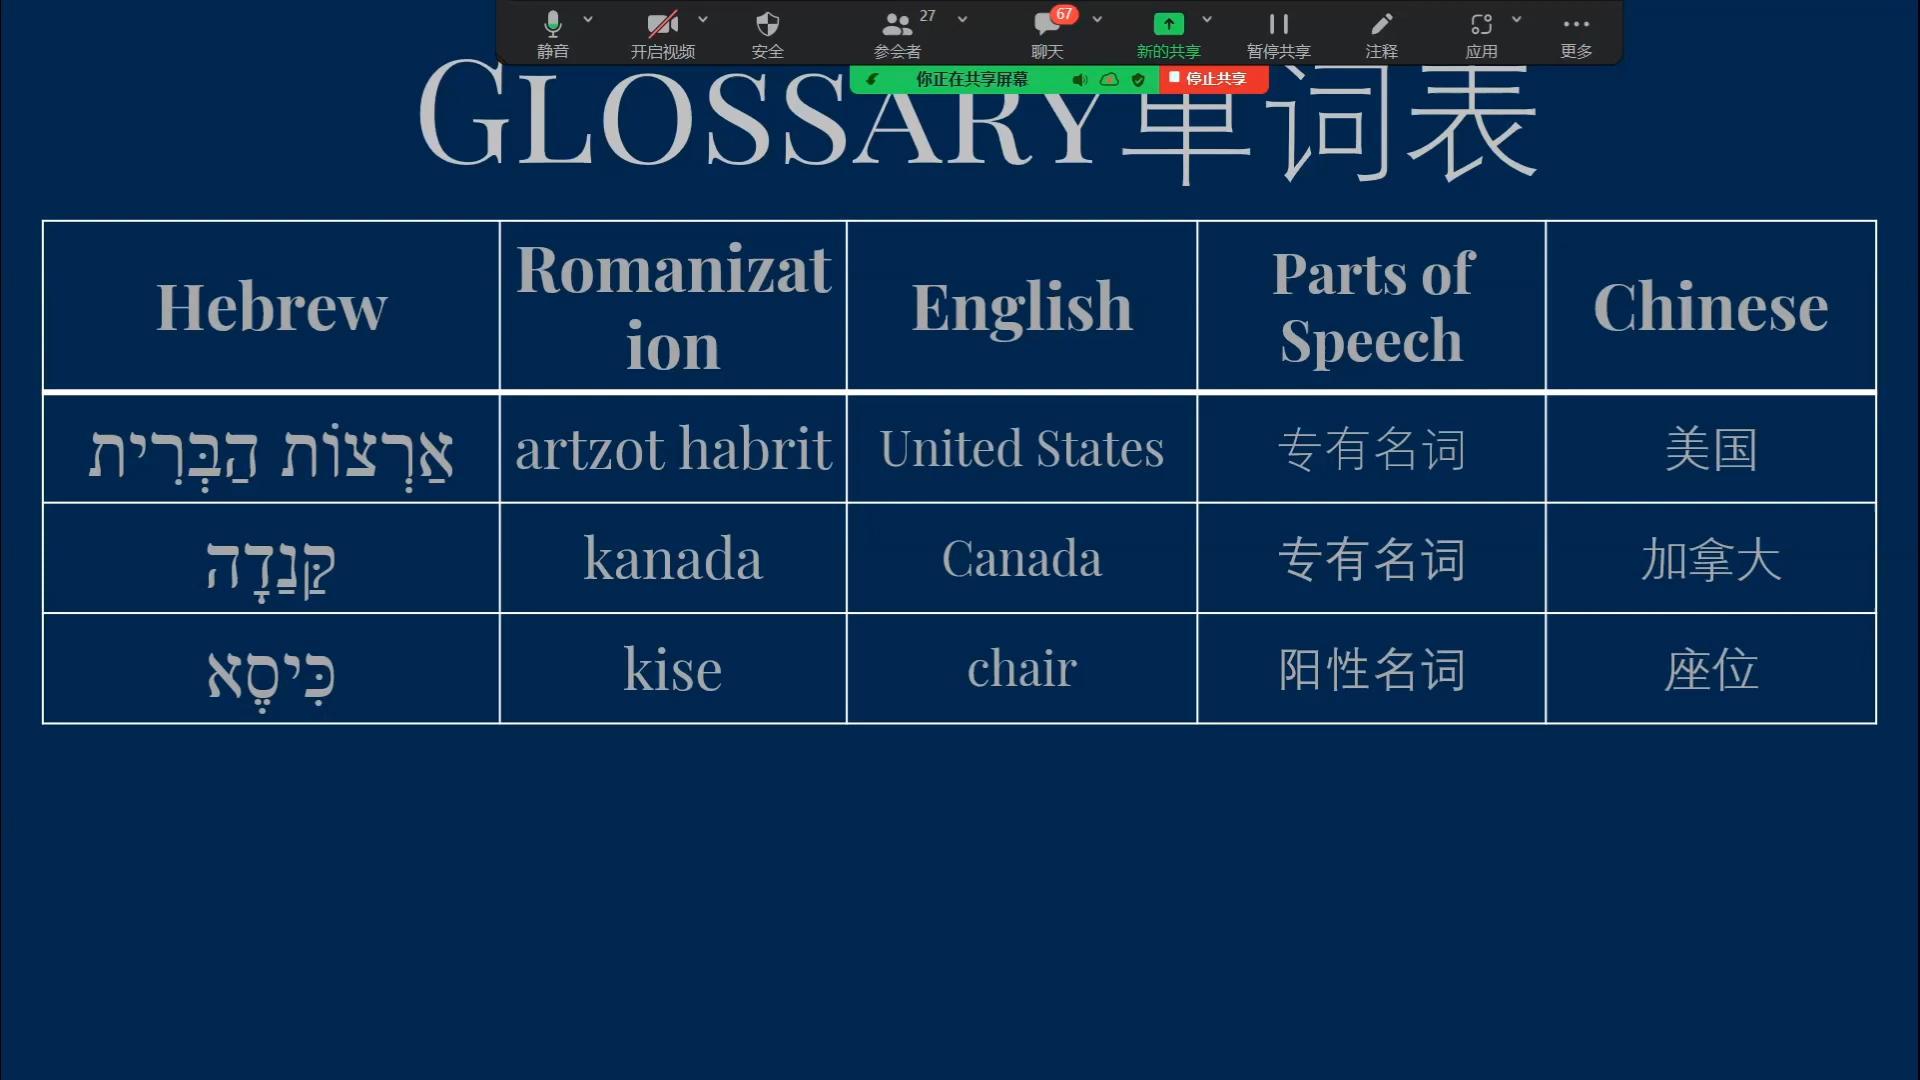 静音
开启视频
安全
参会者
27
聊天
67
新的共享
暂停共享
注释
应用
更多
你正在共享屏幕
停止共享
GLOSSARY单词表
Hebrew
Romanizat
ion
English
Parts of
Speech
Chinese
אַרְצוֹת הַבְּרִית
artzot habrit
United States
专有名词
美国
קַּנַדָה
kanada
Canada
专有名词
加拿大
כִּיסֶא
kise
chair
阳性名词
座位